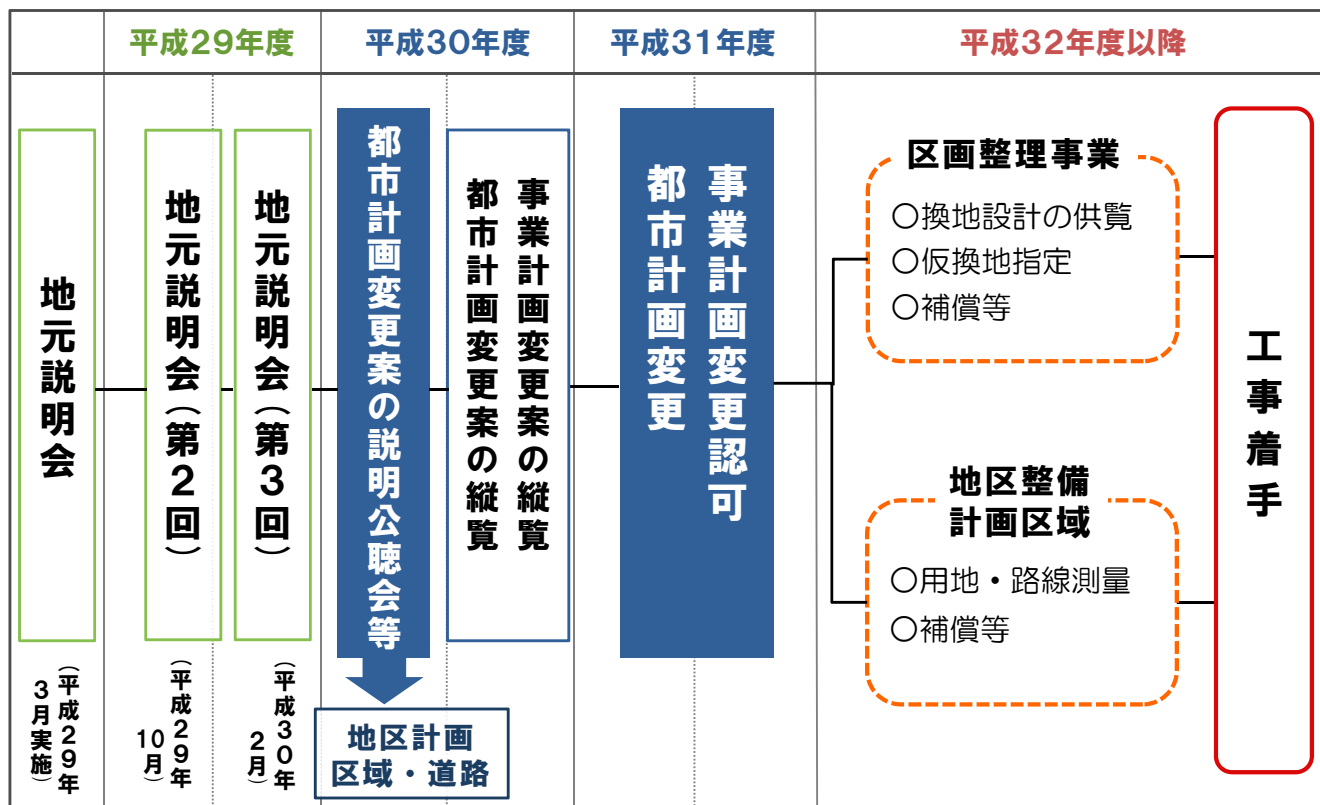 平成29年度
平成30年度
平成31年度
平成32年度以降
地元説明会
（平成29年
3月実施）
地元説明会（第2回）
（平成29年
10月）
地元説明会（第3回）
（平成30年
2月）
都市計画変更案の説明公聴会等
地区計画
区域・道路
事業計画変更案の縦覧
都市計画変更案の縦覧
事業計画変更認可
都市計画変更
区画整理事業
〇換地設計の供覧
〇仮換地指定
〇補償等
地区整備
計画区域
〇用地・路線測量
〇補償等
工事着手